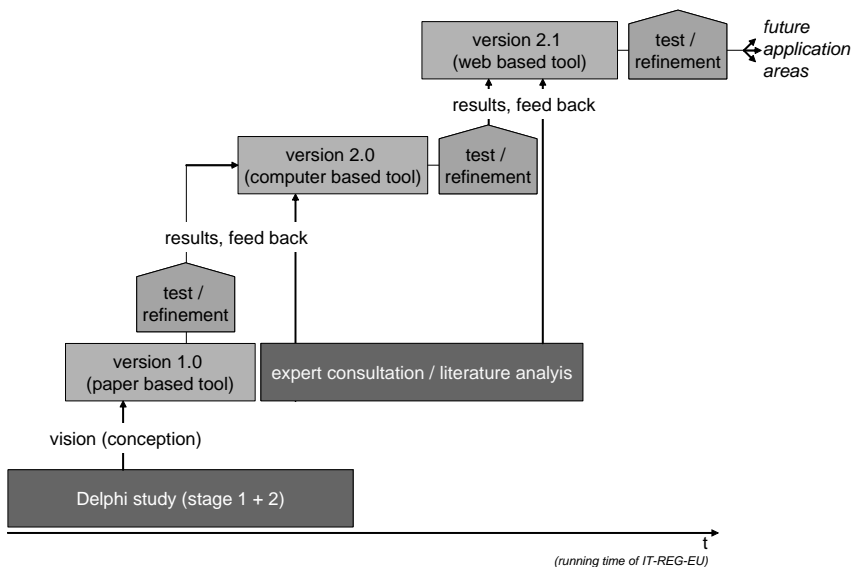 version 2.1
(web based tool)
test /
refinement
future
application
areas
results, feed back
version 2.0
(computer based tool)
test /
refinement
results, feed back
test /
refinement
version 1.0
(paper based tool)
expert consultation / literature analyis
vision (conception)
Delphi study (stage 1 + 2)
t
(running time of IT-REG-EU)